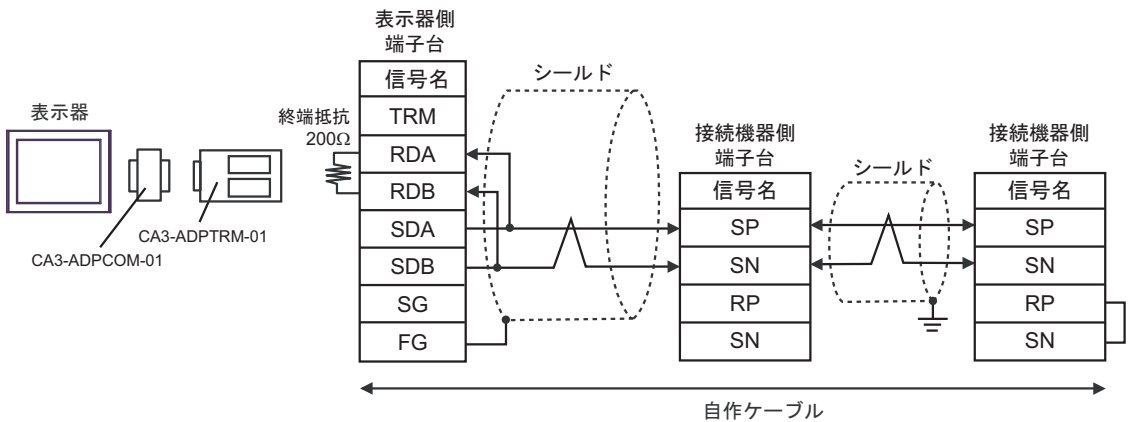 表示器
CA3-ADPTRM-01
CA3-ADPCOM-01
終端抵抗
200Ω
表示器側
端子台
信号名
TRM
RDA
RDB
SDA
SDB
SG
FG
シールド
接続機器側
端子台
信号名
SP
SN
RP
SN
シールド
接続機器側
端子台
信号名
SP
SN
RP
SN
自作ケーブル